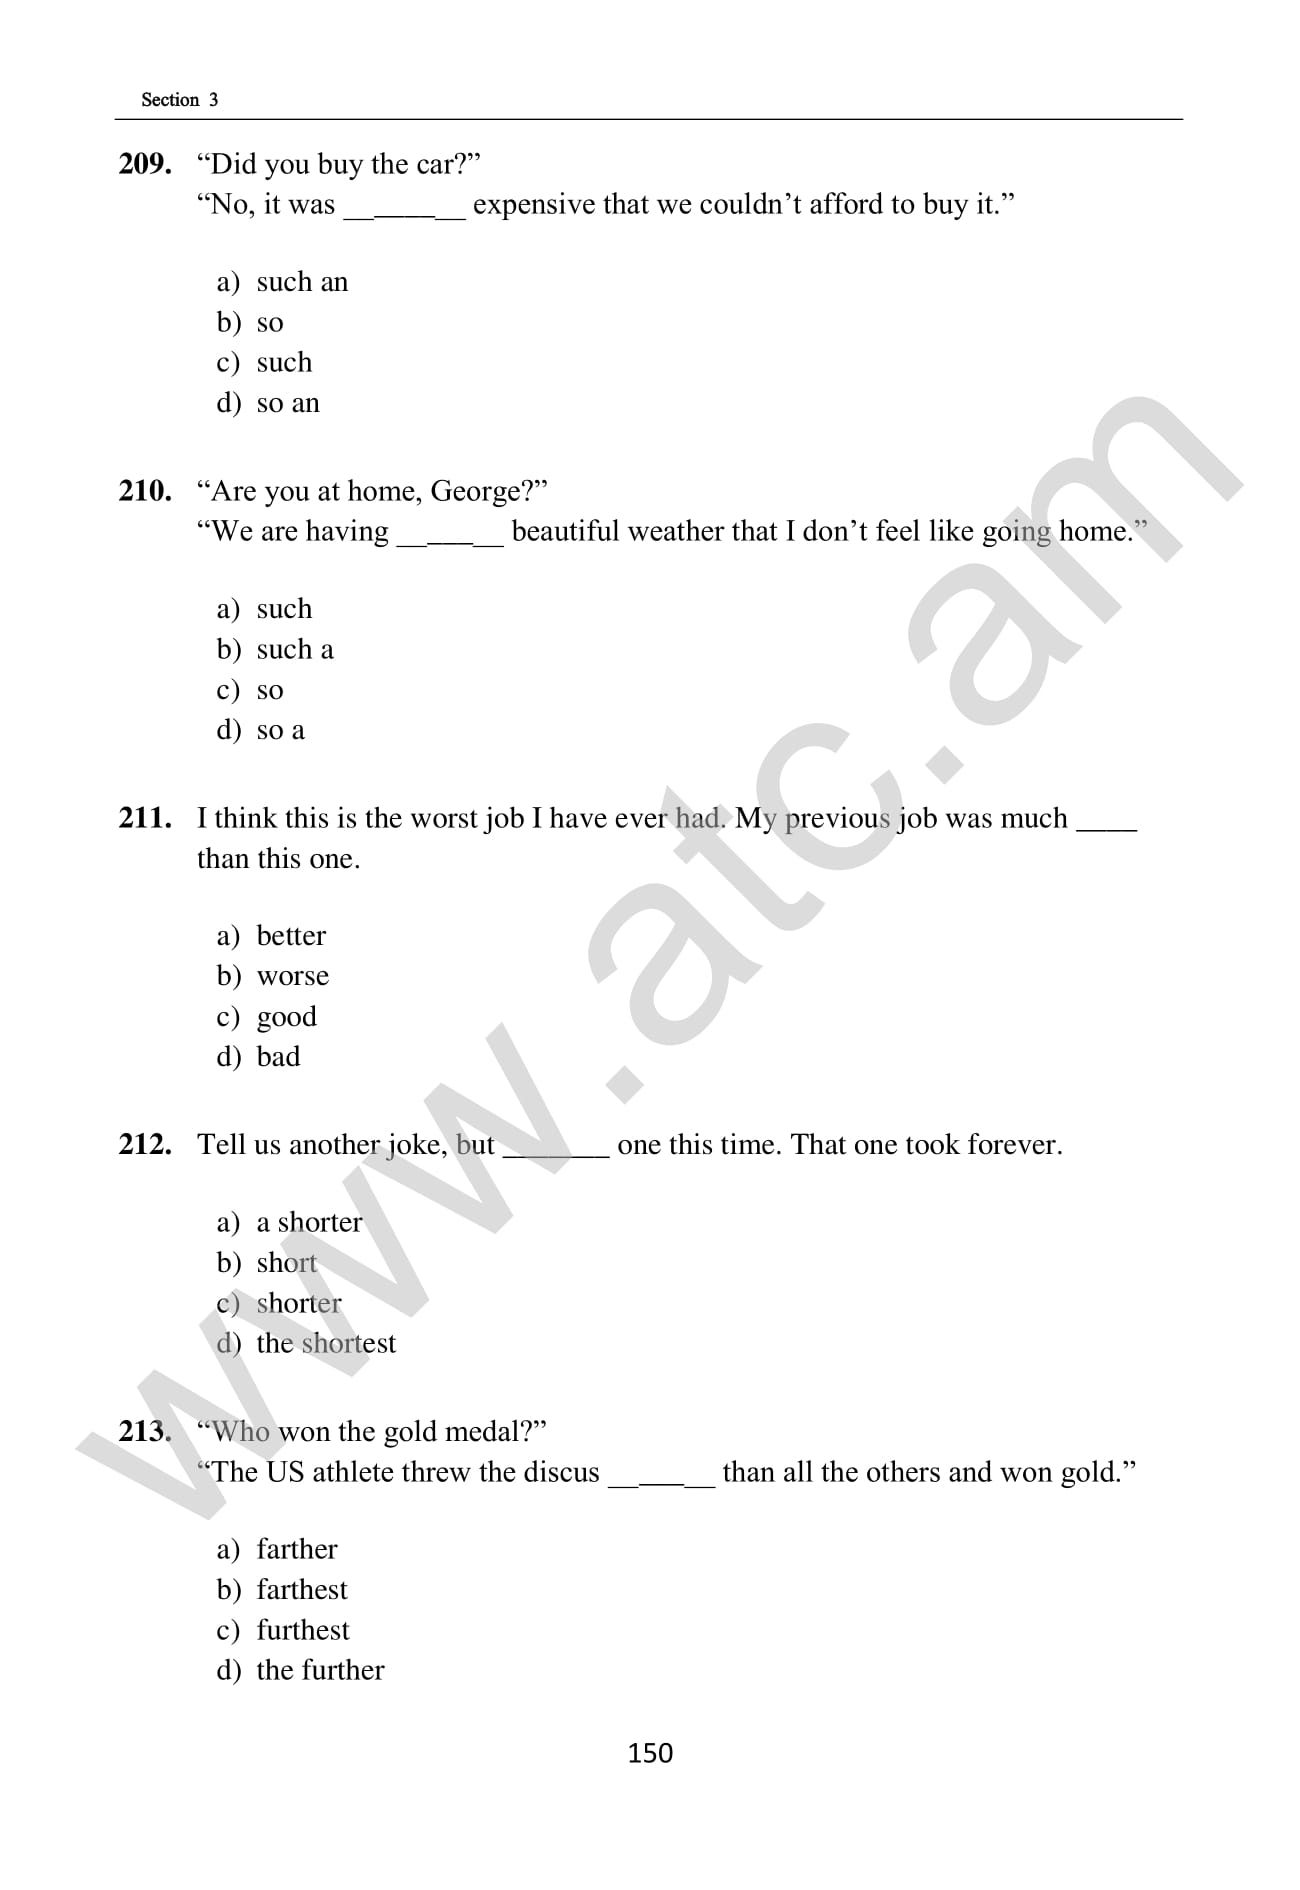 Section 3
209. “Did you buy the car?”
“No, it was ________ expensive that we couldn’t afford to buy it.”
a) such an
b) so
c) such
d) so an
210. “Are you at home, George?”
“We are having _______ beautiful weather that I don’t feel like going home.”
a) such
b) such a
c) so
d) so a
211. I think this is the worst job I have ever had. My previous job was much ____
than this one.
a) better
b) worse
c) good
d) bad
212. Tell us another joke, but _______ one this time. That one took forever.
a) a shorter
b) short
c) shorter
d) the shortest
213. “Who won the gold medal?”
“The US athlete threw the discus _______ than all the others and won gold.”
a) farther
b) farthest
c) furthest
d) the further
150
www.atc.am